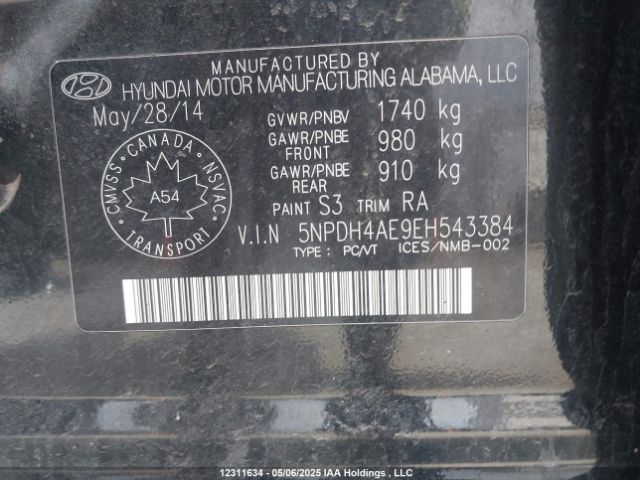 MANUFACTURED BY
HYUNDAI MOTOR MANUFACTURING ALABAMA, LLC
May/28/14
GVWR/PNBV 1740 kg
GAWR/PNBE FRONT 980 kg
GAWR/PNBE REAR 910 kg
PAINT S3 TRIM RA
CANADA
CMVSS
NSVAC
A54
TRANSPORT
V.I.N 5NPDH4AE9EH543384
TYPE : PC/VT ICES/NMB-002
12311634 - 05/06/2025 IAA Holdings , LLC